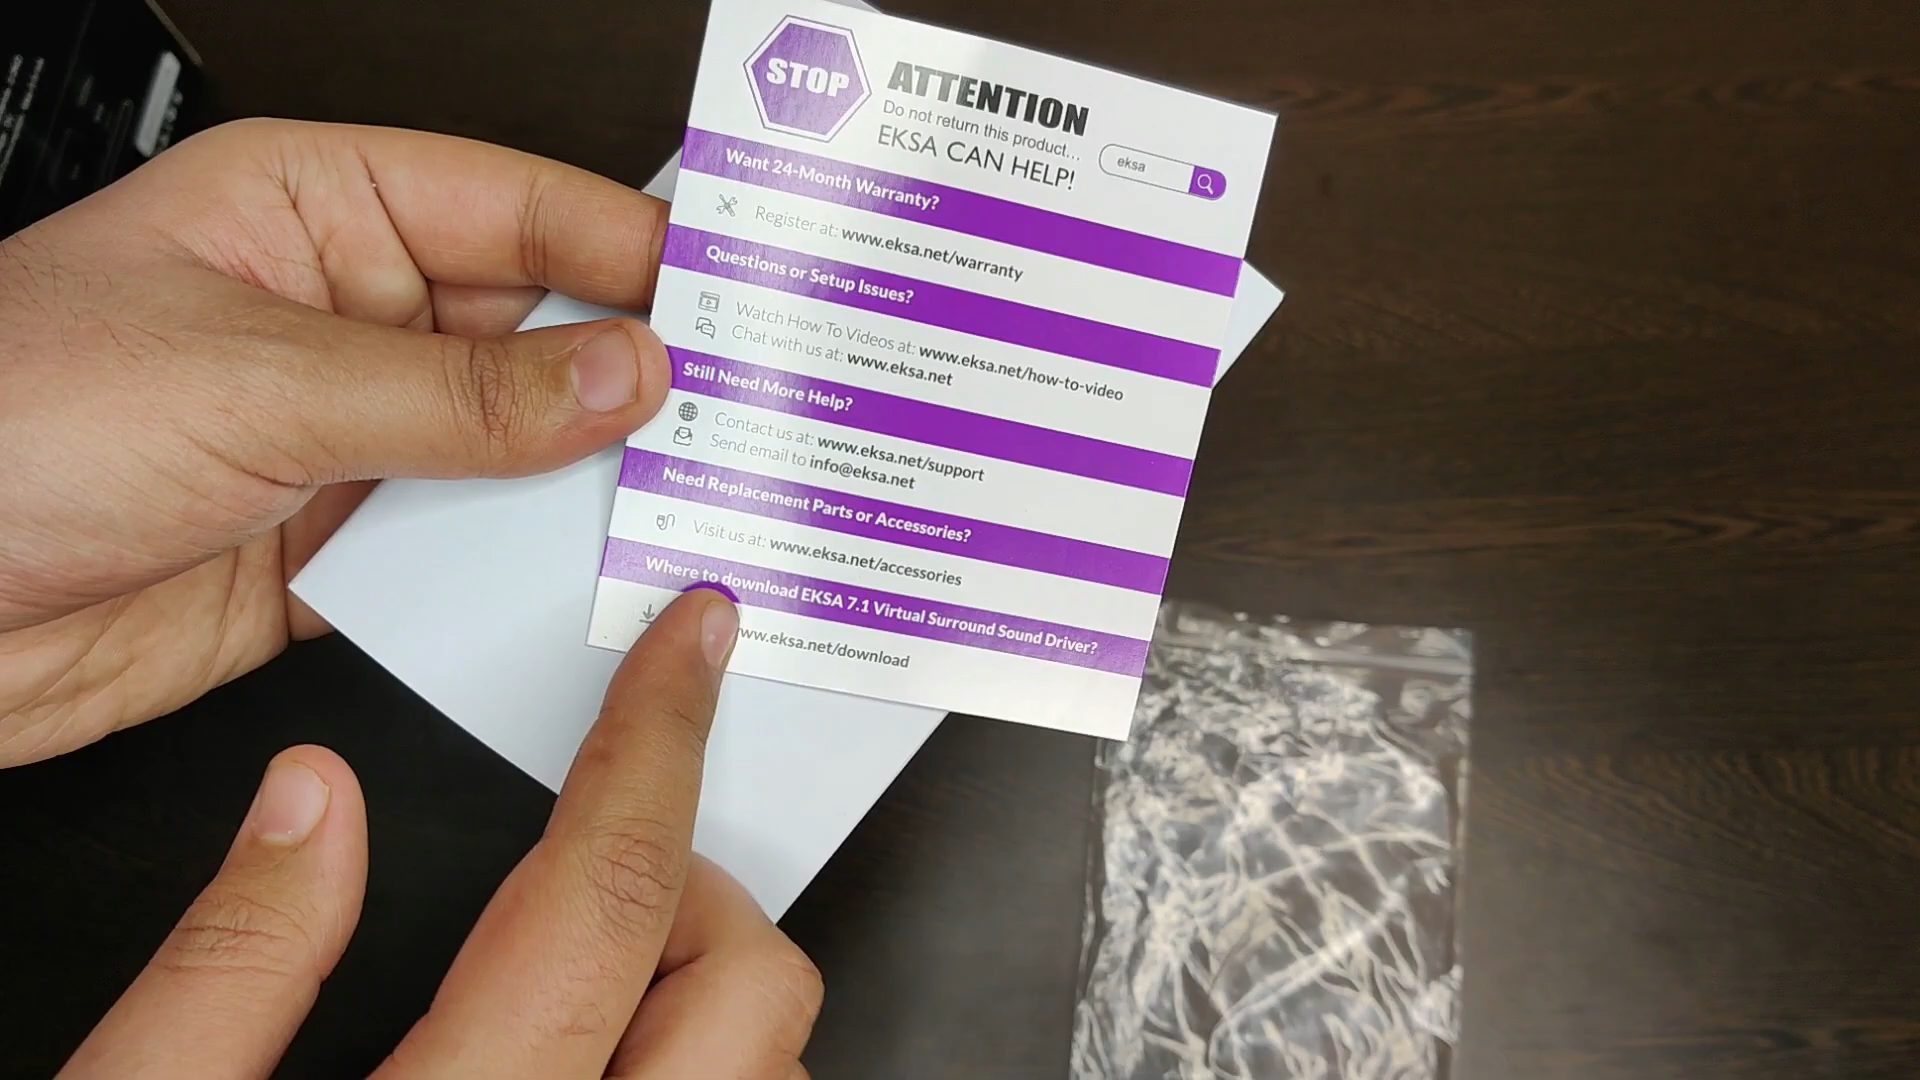 STOP
ATTENTION
Do not return this product...
EKSA CAN HELP!
eksa
Want 24-Month Warranty?
Register at: www.eksa.net/warranty
Questions or Setup Issues?
Watch How To Videos at: www.eksa.net/how-to-video
Chat with us at: www.eksa.net
Still Need More Help?
Contact us at: www.eksa.net/support
Send email to info@eksa.net
Need Replacement Parts or Accessories?
Visit us at: www.eksa.net/accessories
Where to download EKSA 7.1 Virtual Surround Sound Driver?
www.eksa.net/download